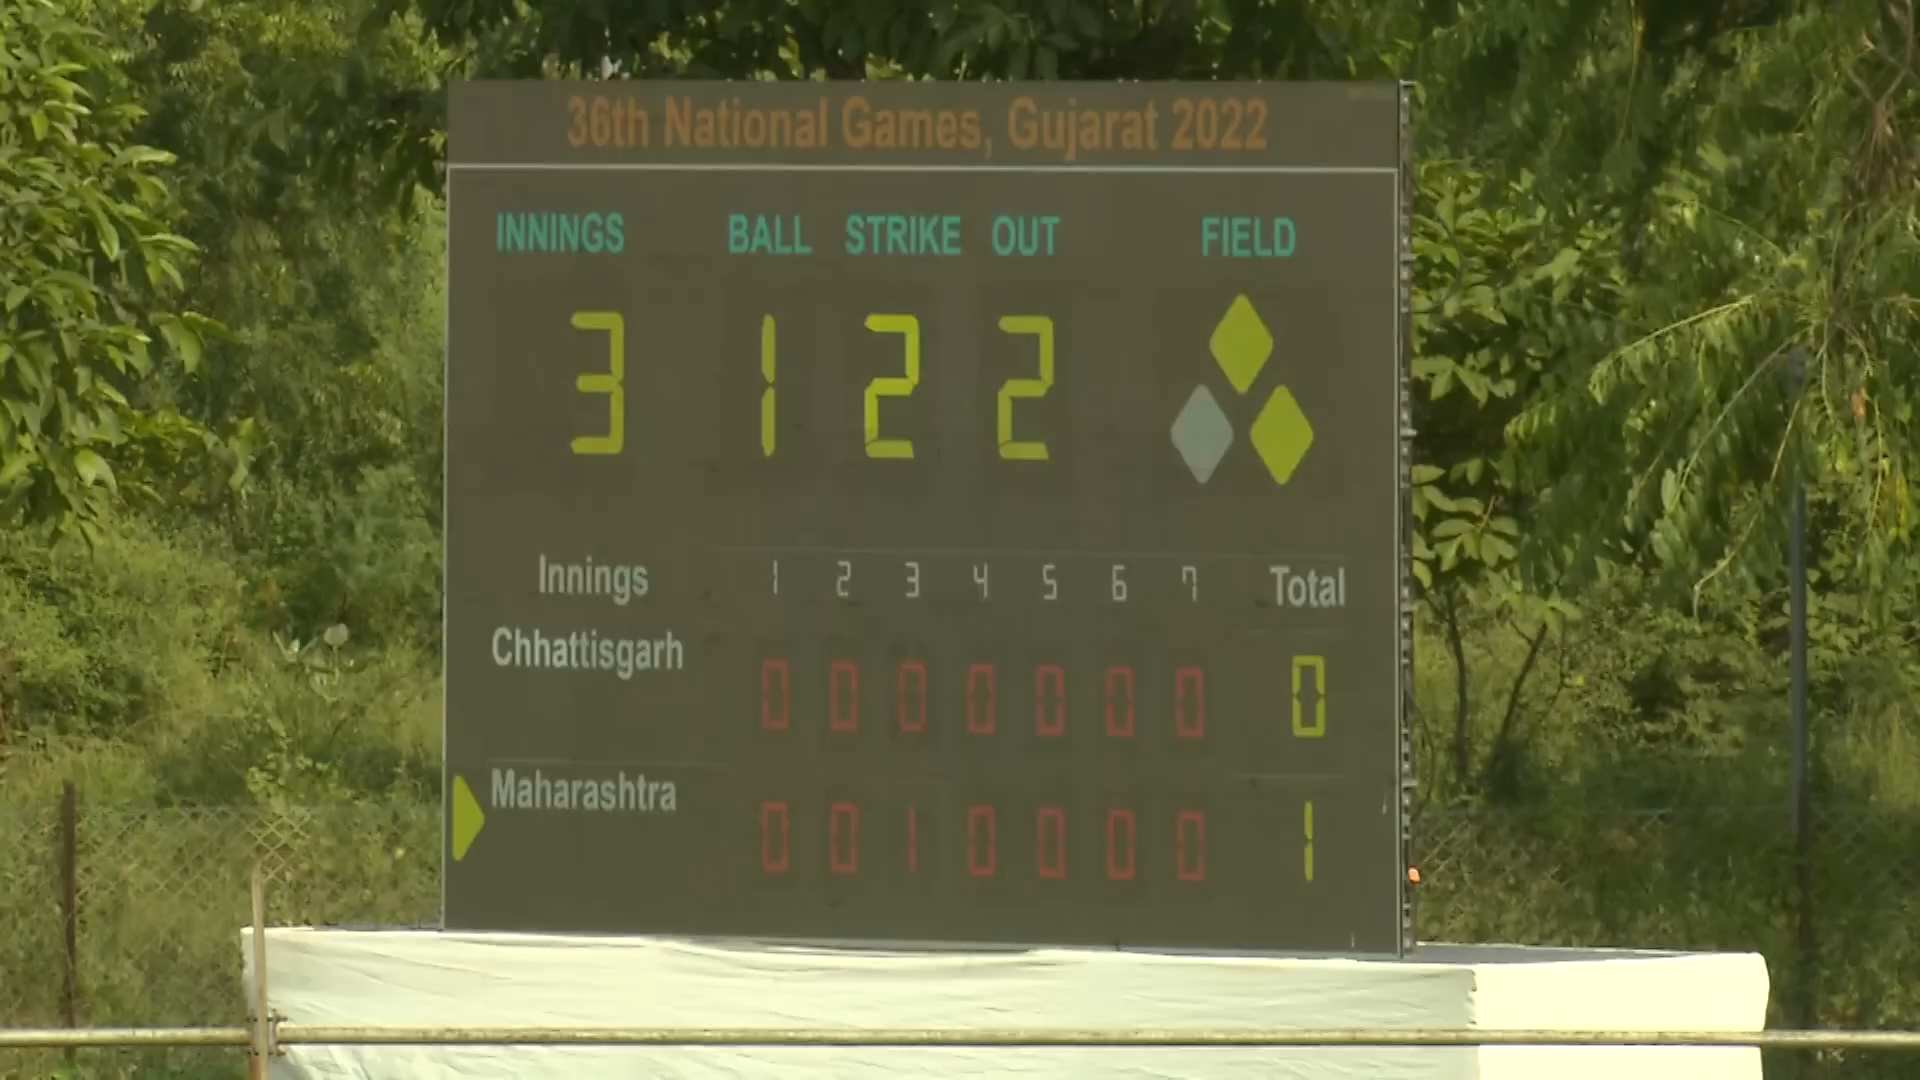 36th National Games, Gujarat 2022
INNINGS BALL STRIKE OUT FIELD
3 1 2 2
Innings 1 2 3 4 5 6 7 Total
Chhattisgarh 0 0 0 0 0 0 0 0
Maharashtra 0 0 1 0 0 0 0 1